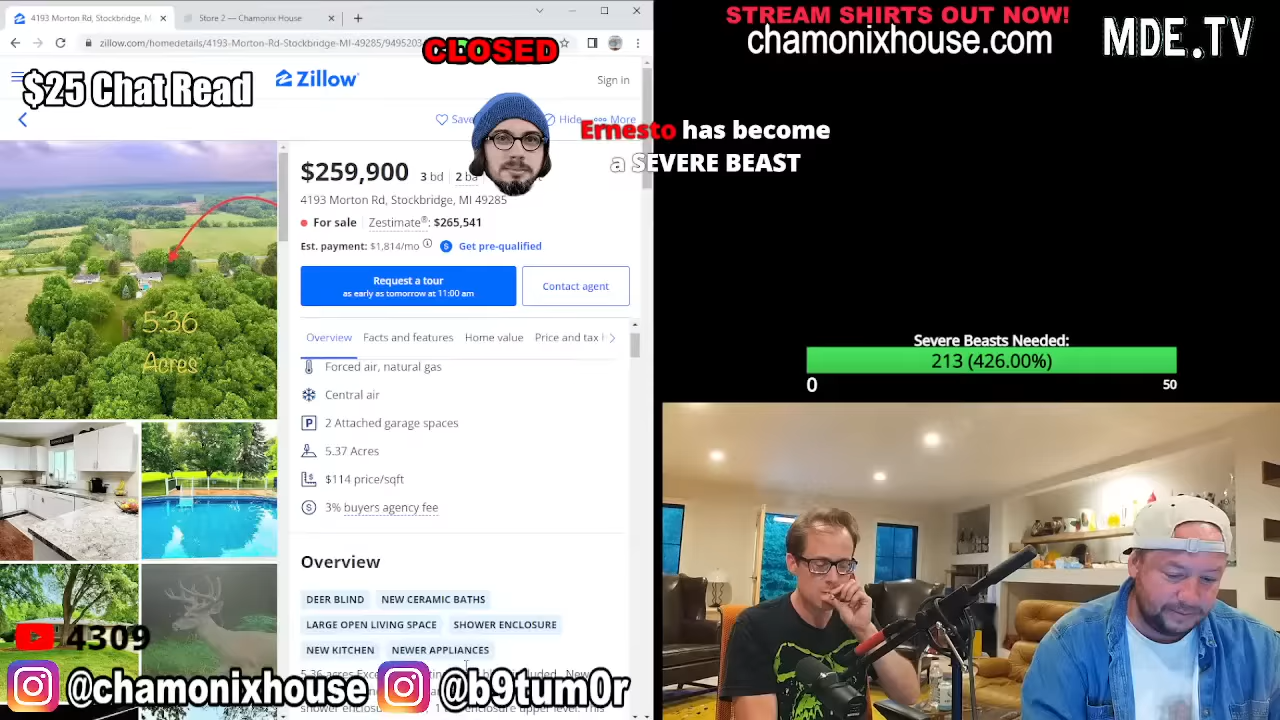 4193 Morton Rd, Stockbridge, M
Store 2 — Chamonix House
zillow.com/homedetails/4193-Morton-Rd-Stockbridge-MI-49285/9495203
CLOSED
STREAM SHIRTS OUT NOW!
chamonixhouse.com
MDE.TV
$25 Chat Read
Zillow
Sign in
Save
Hide
More
Ernesto has become
a SEVERE BEAST
$259,900
3 bd
2 ba
4193 Morton Rd, Stockbridge, MI 49285
For sale
Zestimate®: $265,541
Est. payment: $1,814/mo
Get pre-qualified
Request a tour
as early as tomorrow at 11:00 am
Contact agent
5.36
Acres
Overview
Facts and features
Home value
Price and tax
Forced air, natural gas
Central air
2 Attached garage spaces
5.37 Acres
$114 price/sqft
3% buyers agency fee
Severe Beasts Needed:
213 (426.00%)
0
50
Overview
DEER BLIND
NEW CERAMIC BATHS
LARGE OPEN LIVING SPACE
SHOWER ENCLOSURE
NEW KITCHEN
NEWER APPLIANCES
4309
@chamonixhouse
@b9tum0r